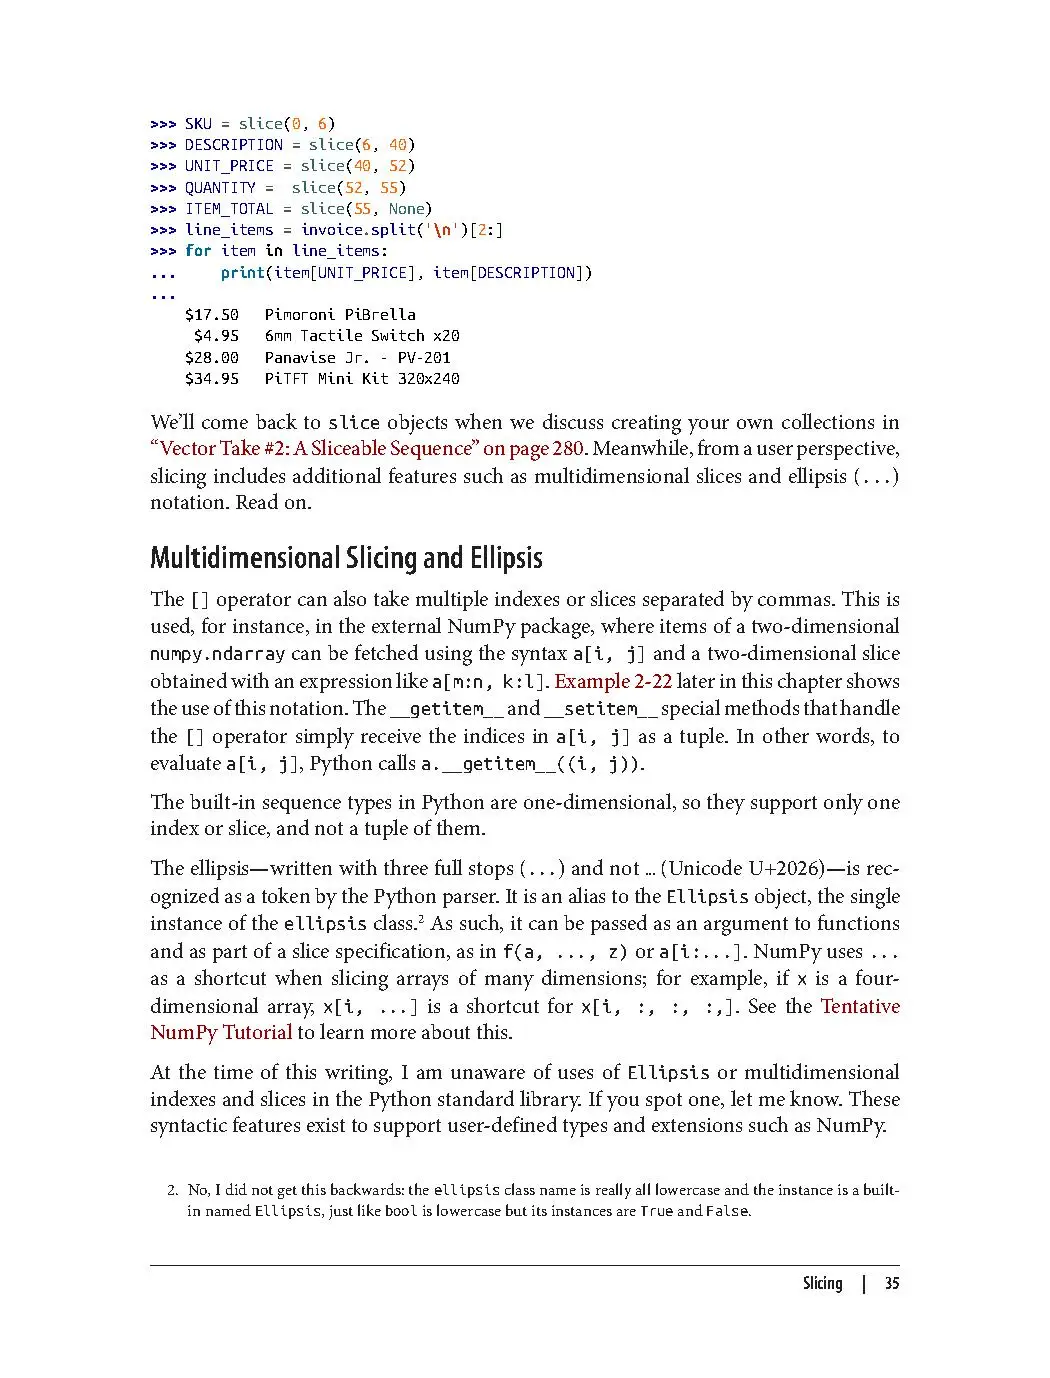 >>> SKU = slice(0, 6)
>>> DESCRIPTION = slice(6, 40)
>>> UNIT_PRICE = slice(40, 52)
>>> QUANTITY =  slice(52, 55)
>>> ITEM_TOTAL = slice(55, None)
>>> line_items = invoice.split('\n')[2:]
>>> for item in line_items:
...     print(item[UNIT_PRICE], item[DESCRIPTION])
...
    $17.50   Pimoroni PiBrella
     $4.95   6mm Tactile Switch x20
    $28.00   Panavise Jr. - PV-201
    $34.95   PiTFT Mini Kit 320x240
We’ll come back to slice objects when we discuss creating your own collections in
“Vector Take #2: A Sliceable Sequence” on page 280. Meanwhile, from a user perspective,
slicing includes additional features such as multidimensional slices and ellipsis (...)
notation. Read on.
Multidimensional Slicing and Ellipsis
The [] operator can also take multiple indexes or slices separated by commas. This is
used, for instance, in the external NumPy package, where items of a two-dimensional
numpy.ndarray can be fetched using the syntax a[i, j] and a two-dimensional slice
obtained with an expression like a[m:n, k:l]. Example 2-22 later in this chapter shows
the use of this notation. The __getitem__ and __setitem__ special methods that handle
the [] operator simply receive the indices in a[i, j] as a tuple. In other words, to
evaluate a[i, j], Python calls a.__getitem__((i, j)).
The built-in sequence types in Python are one-dimensional, so they support only one
index or slice, and not a tuple of them.
The ellipsis—written with three full stops (...) and not … (Unicode U+2026)—is rec-
ognized as a token by the Python parser. It is an alias to the Ellipsis object, the single
instance of the ellipsis class.² As such, it can be passed as an argument to functions
and as part of a slice specification, as in f(a, ..., z) or a[i:...]. NumPy uses ...
as a shortcut when slicing arrays of many dimensions; for example, if x is a four-
dimensional array, x[i, ...] is a shortcut for x[i, :, :, :,]. See the Tentative
NumPy Tutorial to learn more about this.
At the time of this writing, I am unaware of uses of Ellipsis or multidimensional
indexes and slices in the Python standard library. If you spot one, let me know. These
syntactic features exist to support user-defined types and extensions such as NumPy.
2. No, I did not get this backwards: the ellipsis class name is really all lowercase and the instance is a built-
in named Ellipsis, just like bool is lowercase but its instances are True and False.
Slicing | 35